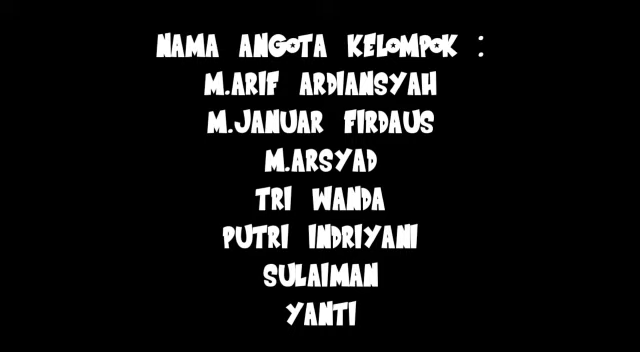 NAMA ANGOTA KELOMPOK :
M.ARIF ARDIANSYAH
M.JANUAR FIRDAUS
M.ARSYAD
TRI WANDA
PUTRI INDRIYANI
SULAIMAN
YANTI